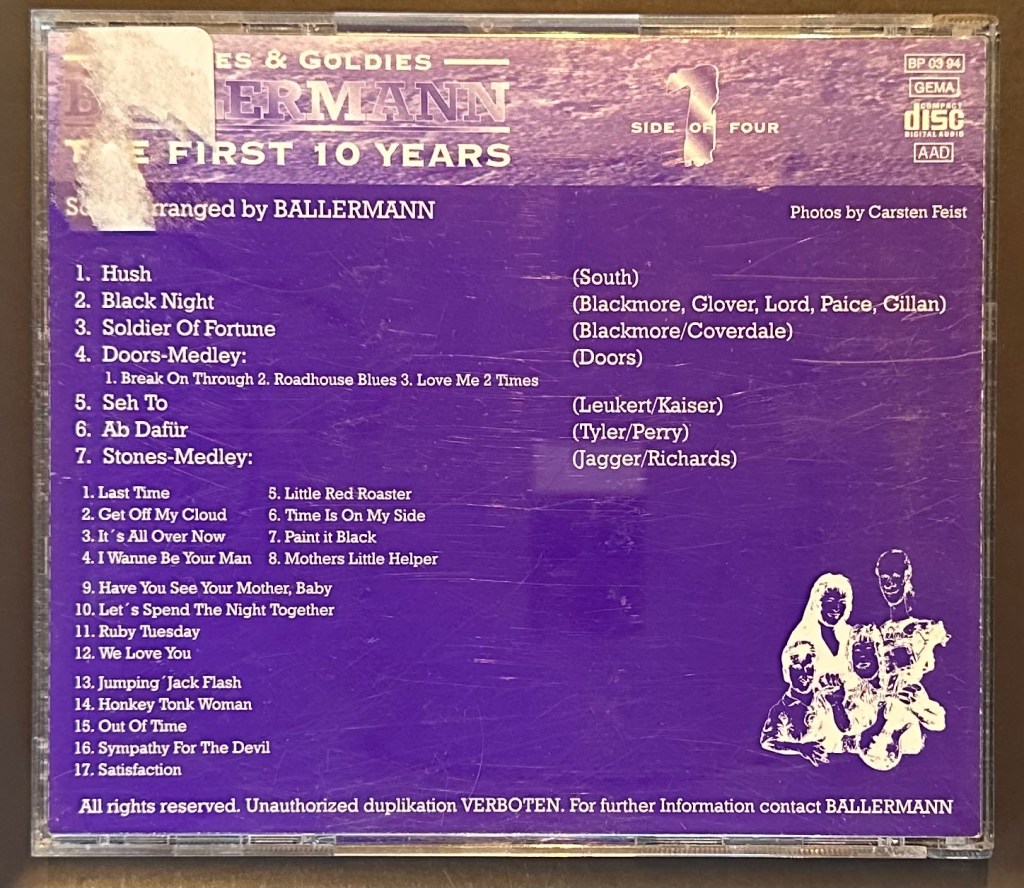 ES & GOLDIES
BALLERMANN
THE FIRST 10 YEARS
SIDE 1 OF FOUR
BP 03 94
GEMA
COMPACT
disc
DIGITAL AUDIO
AAD
arranged by BALLERMANN
Photos by Carsten Feist
1. Hush (South)
2. Black Night (Blackmore, Glover, Lord, Paice, Gillan)
3. Soldier Of Fortune (Blackmore/Coverdale)
4. Doors-Medley: (Doors)
1. Break On Through 2. Roadhouse Blues 3. Love Me 2 Times
5. Seh To (Leukert/Kaiser)
6. Ab Dafür (Tyler/Perry)
7. Stones-Medley: (Jagger/Richards)
1. Last Time 5. Little Red Roaster
2. Get Off My Cloud 6. Time Is On My Side
3. It´s All Over Now 7. Paint it Black
4. I Wanne Be Your Man 8. Mothers Little Helper
9. Have You See Your Mother, Baby
10. Let´s Spend The Night Together
11. Ruby Tuesday
12. We Love You
13. Jumping´Jack Flash
14. Honkey Tonk Woman
15. Out Of Time
16. Sympathy For The Devil
17. Satisfaction
All rights reserved. Unauthorized duplikation VERBOTEN. For further Information contact BALLERMANN